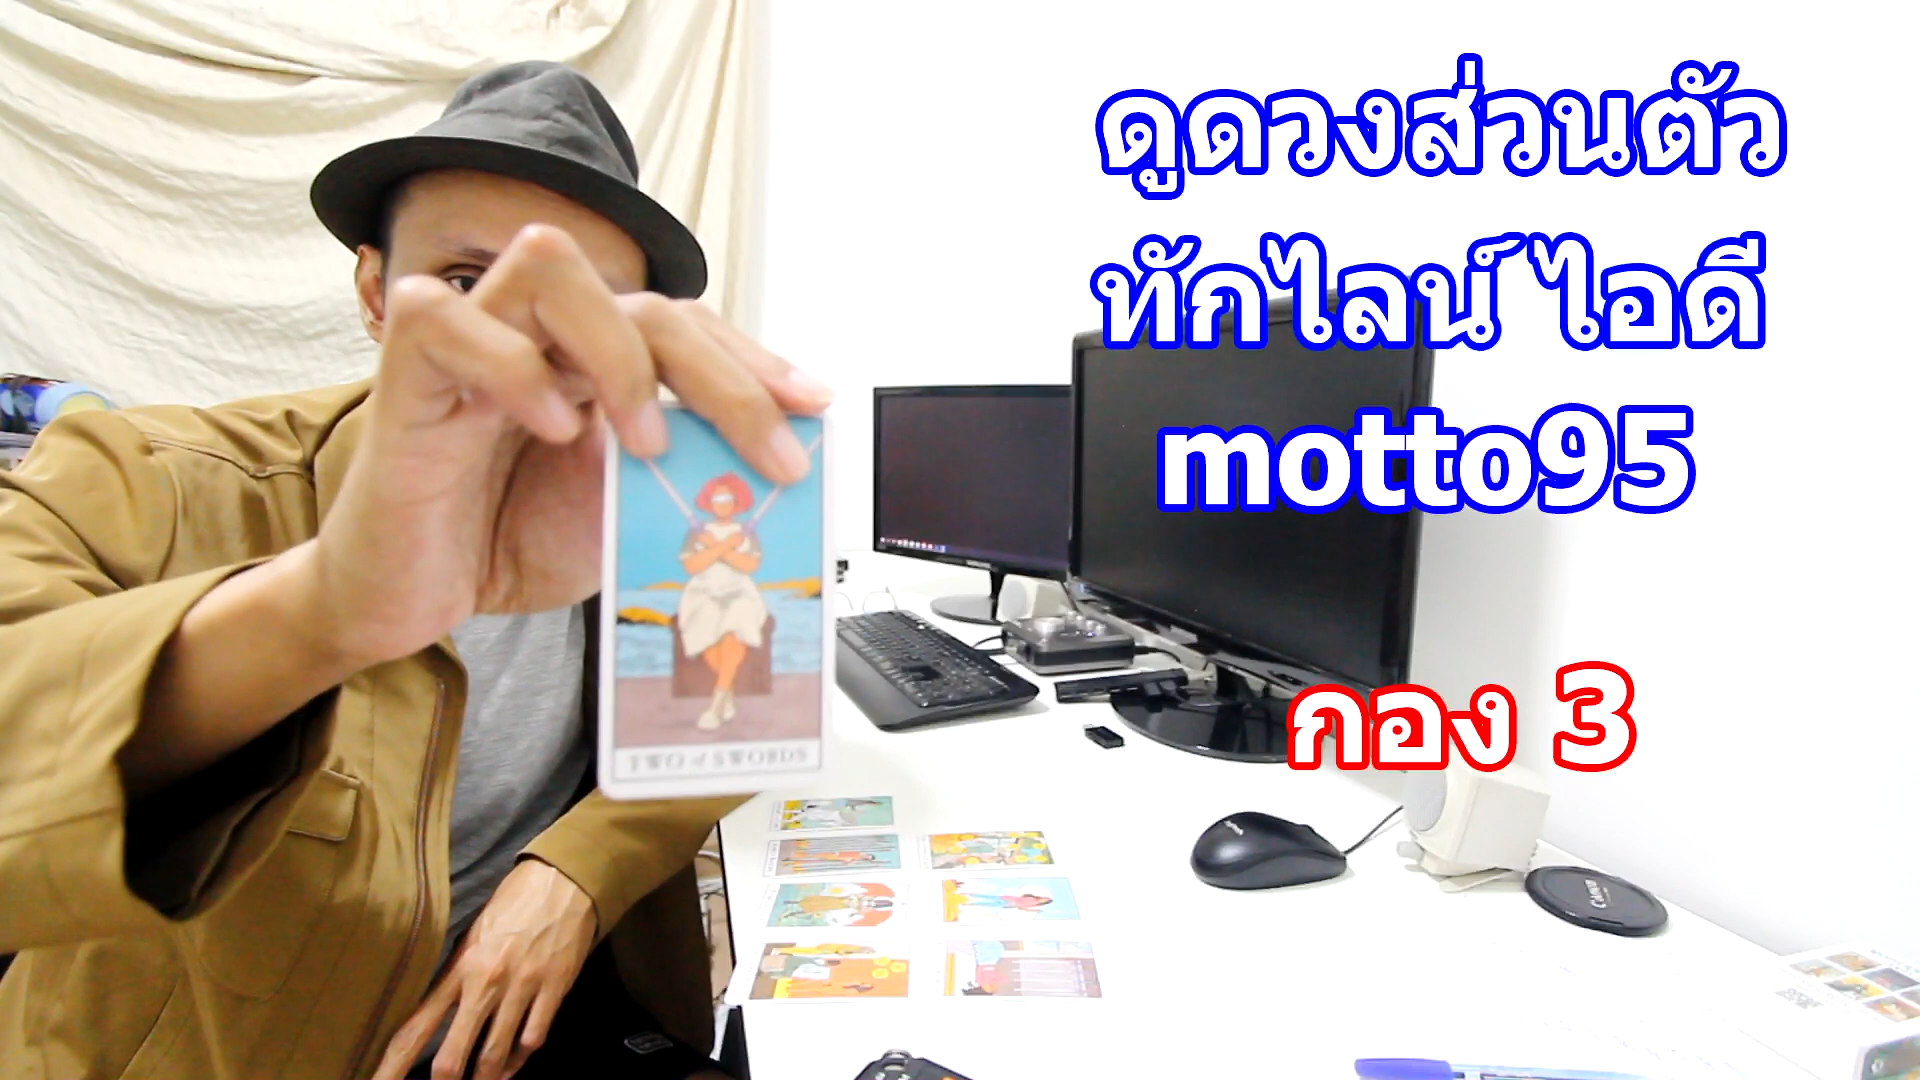 ดูดวงส่วนตัว
ทักไลน์ ไอดี
motto95
กอง 3
TWO of SWORDS
Canon